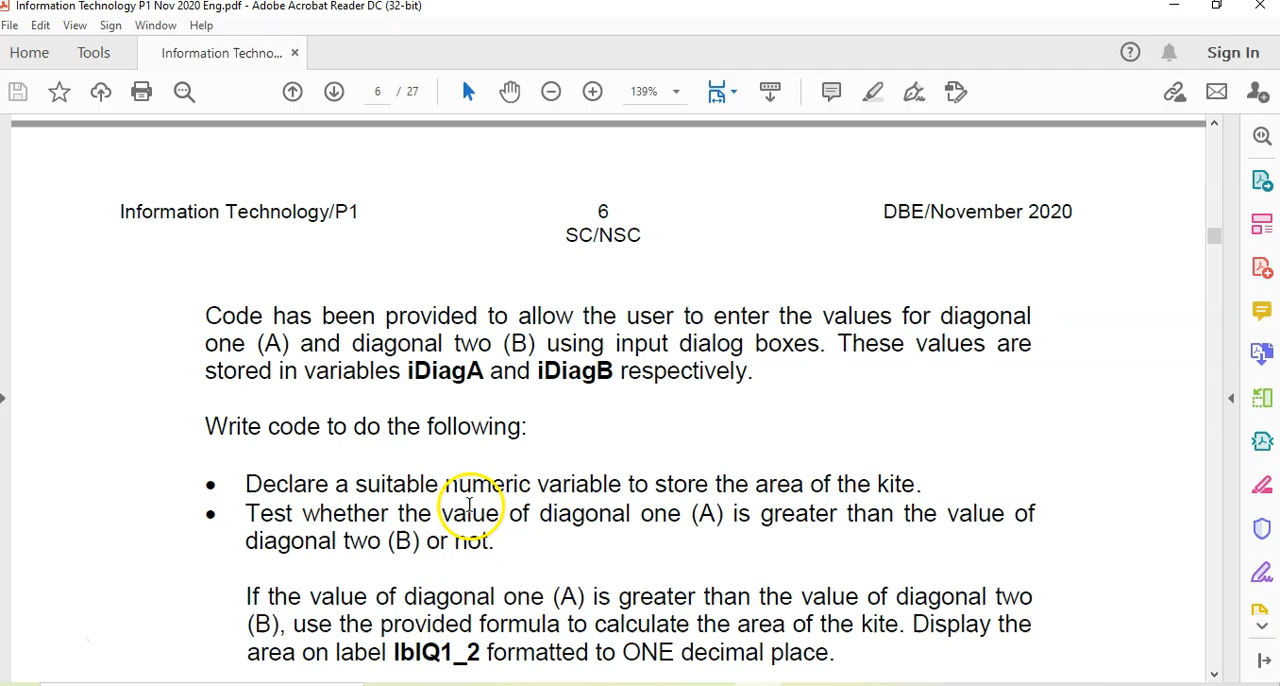 Information Technology P1 Nov 2020 Eng.pdf - Adobe Acrobat Reader DC (32-bit)
File Edit View Sign Window Help
Home Tools Information Techno... × Sign In
6 / 27 139%
Information Technology/P1 6 DBE/November 2020
SC/NSC
Code has been provided to allow the user to enter the values for diagonal
one (A) and diagonal two (B) using input dialog boxes. These values are
stored in variables iDiagA and iDiagB respectively.
Write code to do the following:
• Declare a suitable numeric variable to store the area of the kite.
• Test whether the value of diagonal one (A) is greater than the value of
diagonal two (B) or not.
If the value of diagonal one (A) is greater than the value of diagonal two
(B), use the provided formula to calculate the area of the kite. Display the
area on label lblQ1_2 formatted to ONE decimal place.